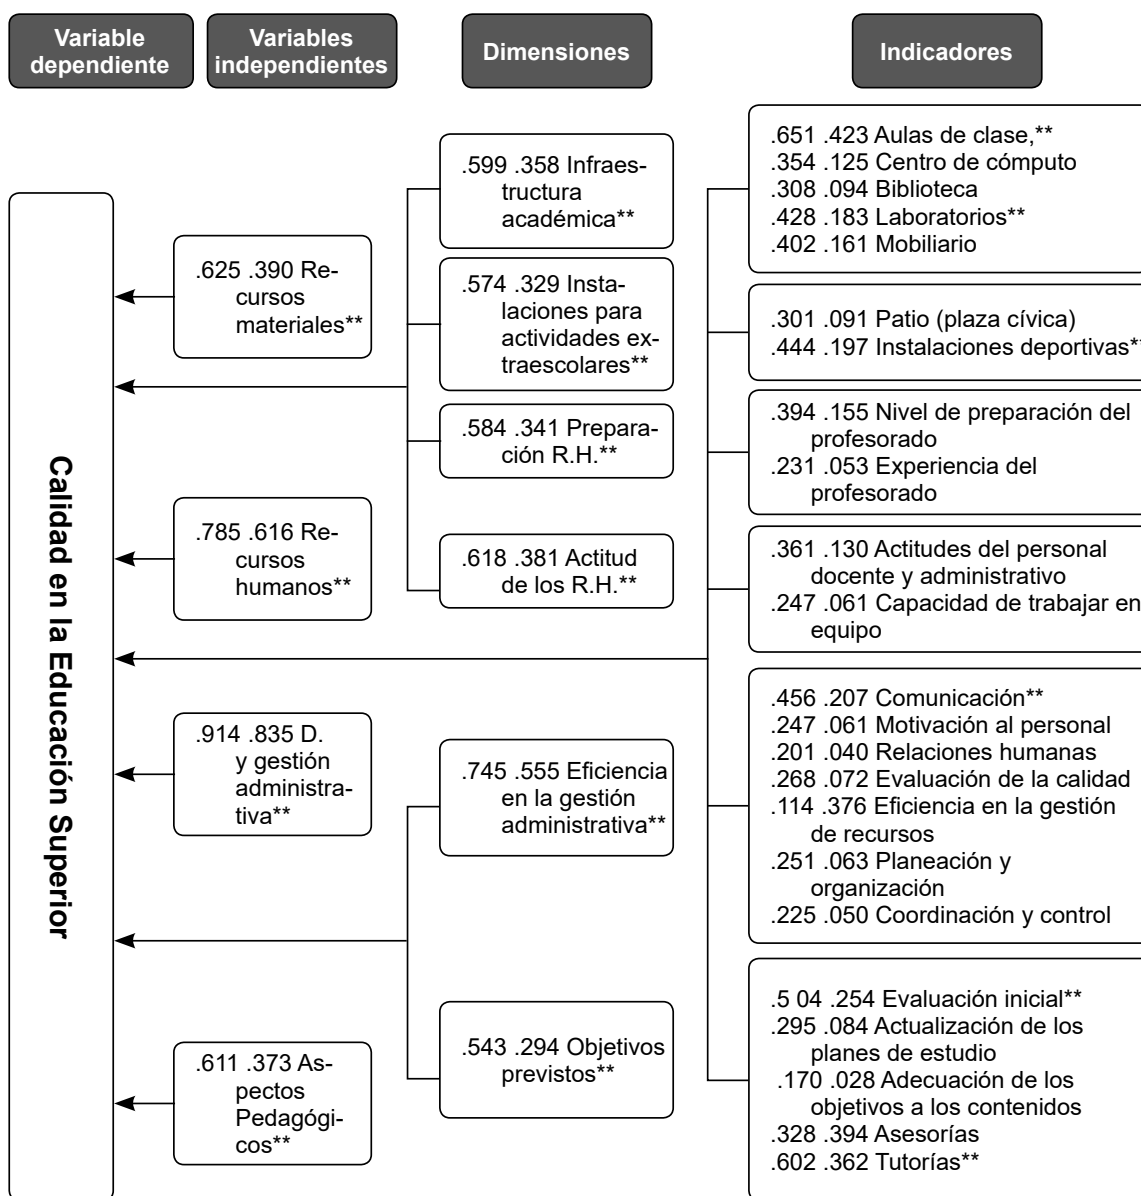 Variable
dependiente
Variables
independientes
Dimensiones
Indicadores
Calidad en la Educación Superior
.625 .390 Re-
cursos
materiales**
.785 .616 Re-
cursos
humanos**
.914 .835 D.
y gestión
administra-
tiva**
.611 .373 As-
pectos
Pedagógi-
cos**
.599 .358 Infrae-
structura
académica**
.574 .329 Insta-
laciones para
actividades ex-
traescolares**
.584 .341 Prepara-
ción R.H.**
.618 .381 Actitud
de los R.H.**
.745 .555 Eficiencia
en la gestión
administrativa**
.543 .294 Objetivos
previstos**
.651 .423 Aulas de clase,**
.354 .125 Centro de cómputo
.308 .094 Biblioteca
.428 .183 Laboratorios**
.402 .161 Mobiliario
.301 .091 Patio (plaza cívica)
.444 .197 Instalaciones deportivas**
.394 .155 Nivel de preparación del
profesorado
.231 .053 Experiencia del
profesorado
.361 .130 Actitudes del personal
docente y administrativo
.247 .061 Capacidad de trabajar en
equipo
.456 .207 Comunicación**
.247 .061 Motivación al personal
.201 .040 Relaciones humanas
.268 .072 Evaluación de la calidad
.114 .376 Eficiencia en la gestión
de recursos
.251 .063 Planeación y
organización
.225 .050 Coordinación y control
.5 04 .254 Evaluación inicial**
.295 .084 Actualización de los
planes de estudio
.170 .028 Adecuación de los
objetivos a los contenidos
.328 .394 Asesorías
.602 .362 Tutorías**